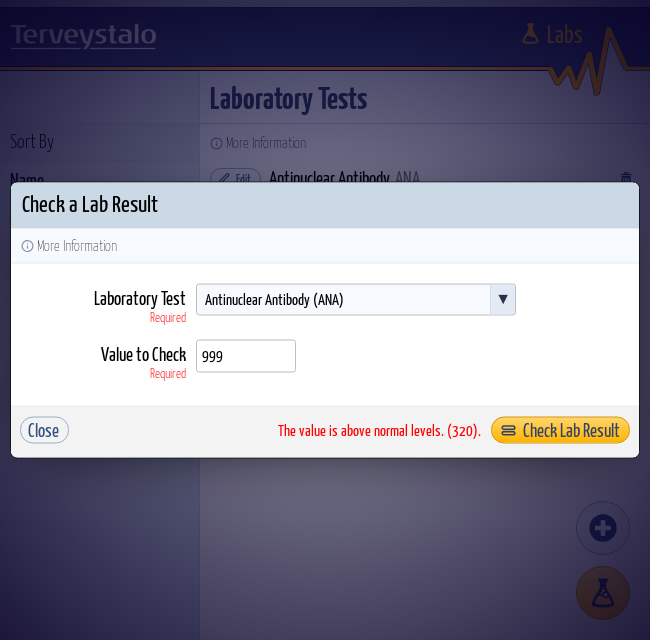 Terveystalo
Labs
Laboratory Tests
Sort By
More Information
Name
Edit
Antinuclear Antibody ANA
Check a Lab Result
More Information
Laboratory Test
Required
Antinuclear Antibody (ANA)
Value to Check
Required
999
Close
The value is above normal levels. (320).
Check Lab Result